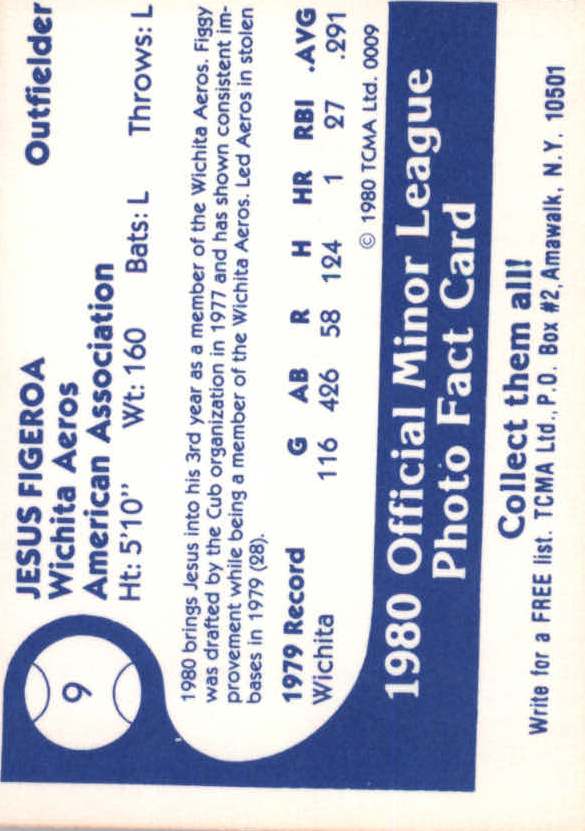 9
JESUS FIGEROA Outfielder
Wichita Aeros
American Association
Ht: 5'10" Wt: 160 Bats: L Throws: L
1980 brings Jesus into his 3rd year as a member of the Wichita Aeros. Figgy
was drafted by the Cub organization in 1977 and has shown consistent im-
provement while being a member of the Wichita Aeros. Led Aeros in stolen
bases in 1979 (28).
1979 Record G AB R H HR RBI .AVG
Wichita 116 426 58 124 1 27 .291
© 1980 TCMA Ltd. 0009
1980 Official Minor League
Photo Fact Card
Collect them all!
Write for a FREE list. TCMA Ltd., P.O. Box #2, Amawalk, N.Y. 10501